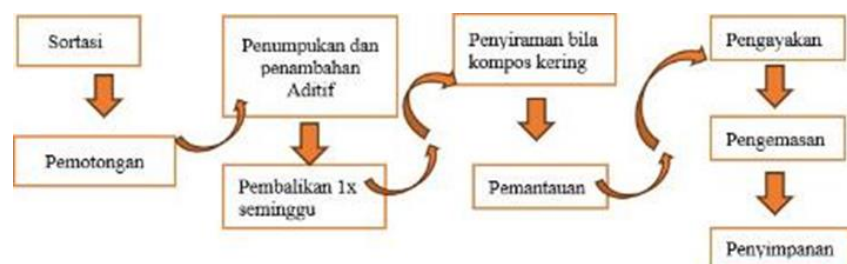 Sortasi
Pemotongan
Penumpukan dan
penambahan
Aditif
Pembalikan 1x
seminggu
Penyiraman bila
kompos kering
Pemantauan
Pengayakan
Pengemasan
Penyimpanan